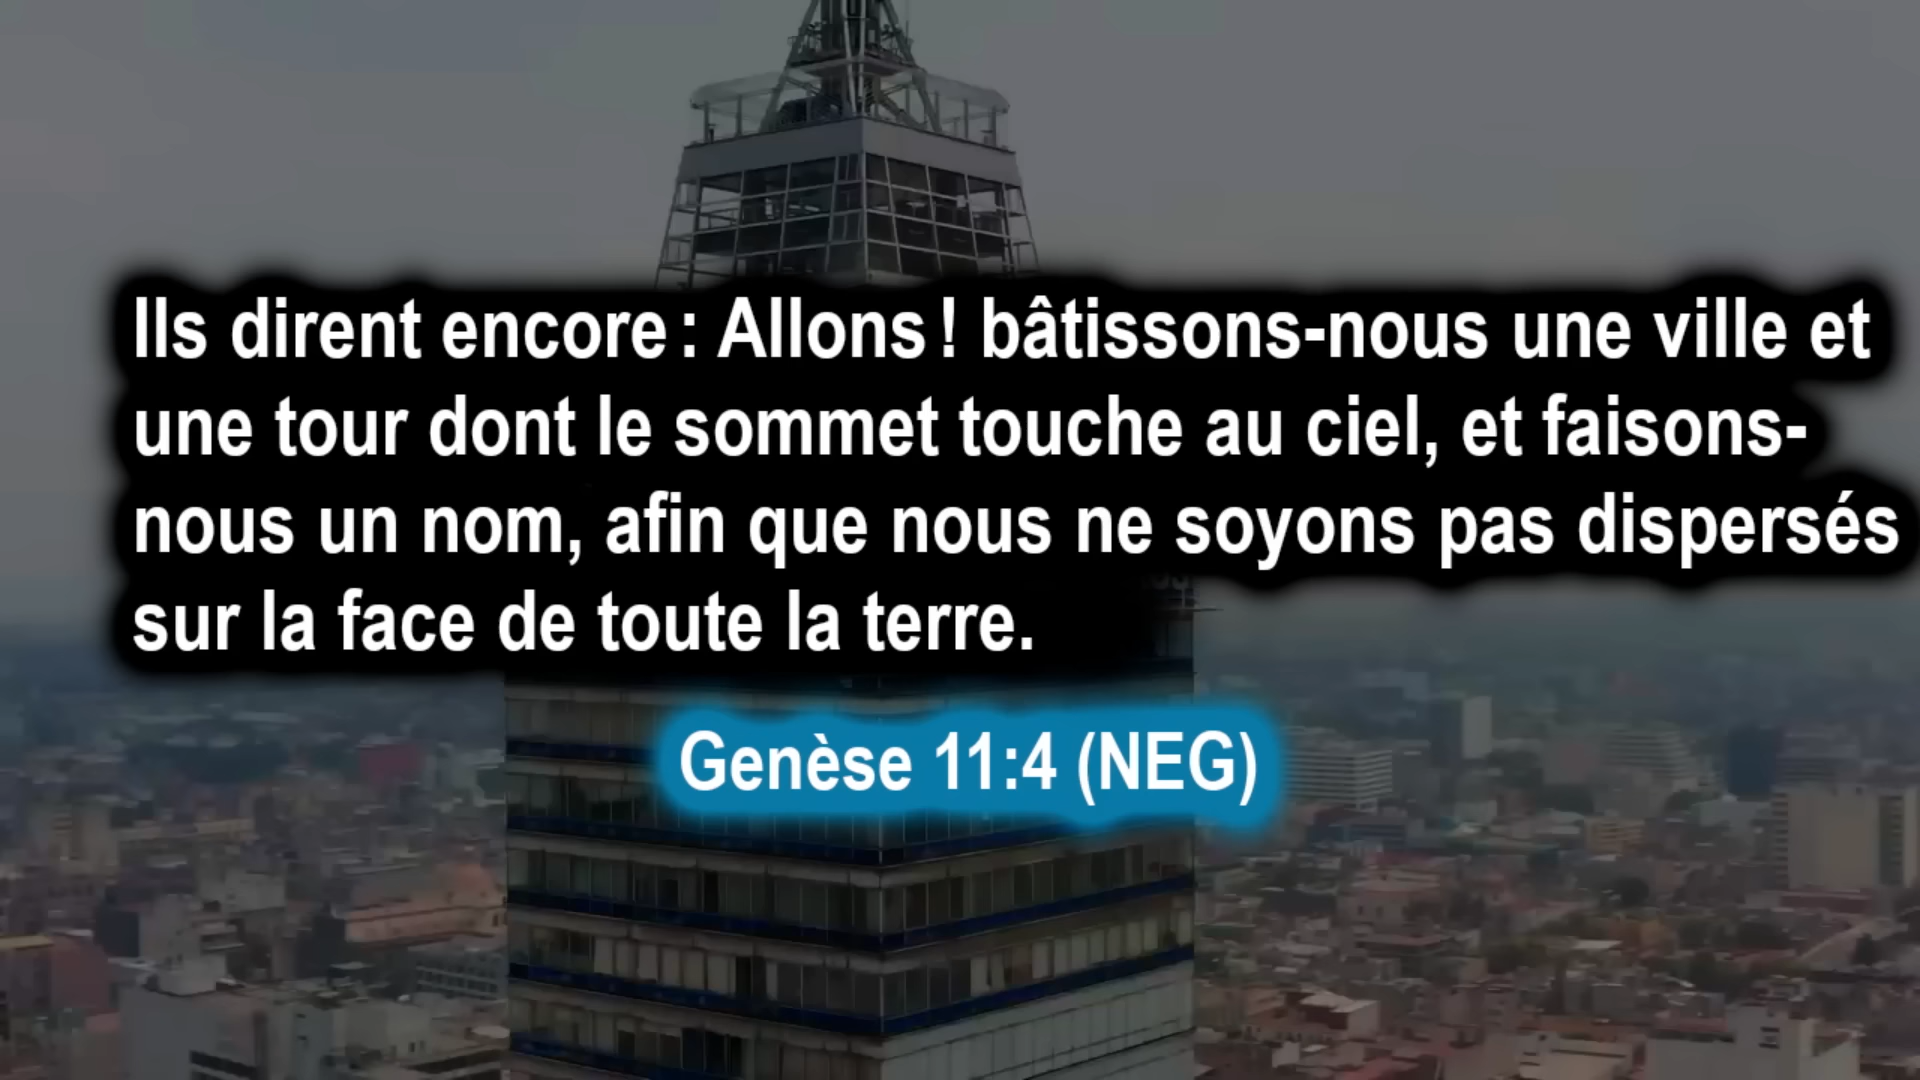 Ils dirent encore : Allons ! bâtissons-nous une ville et
une tour dont le sommet touche au ciel, et faisons-
nous un nom, afin que nous ne soyons pas dispersés
sur la face de toute la terre.
Genèse 11:4 (NEG)